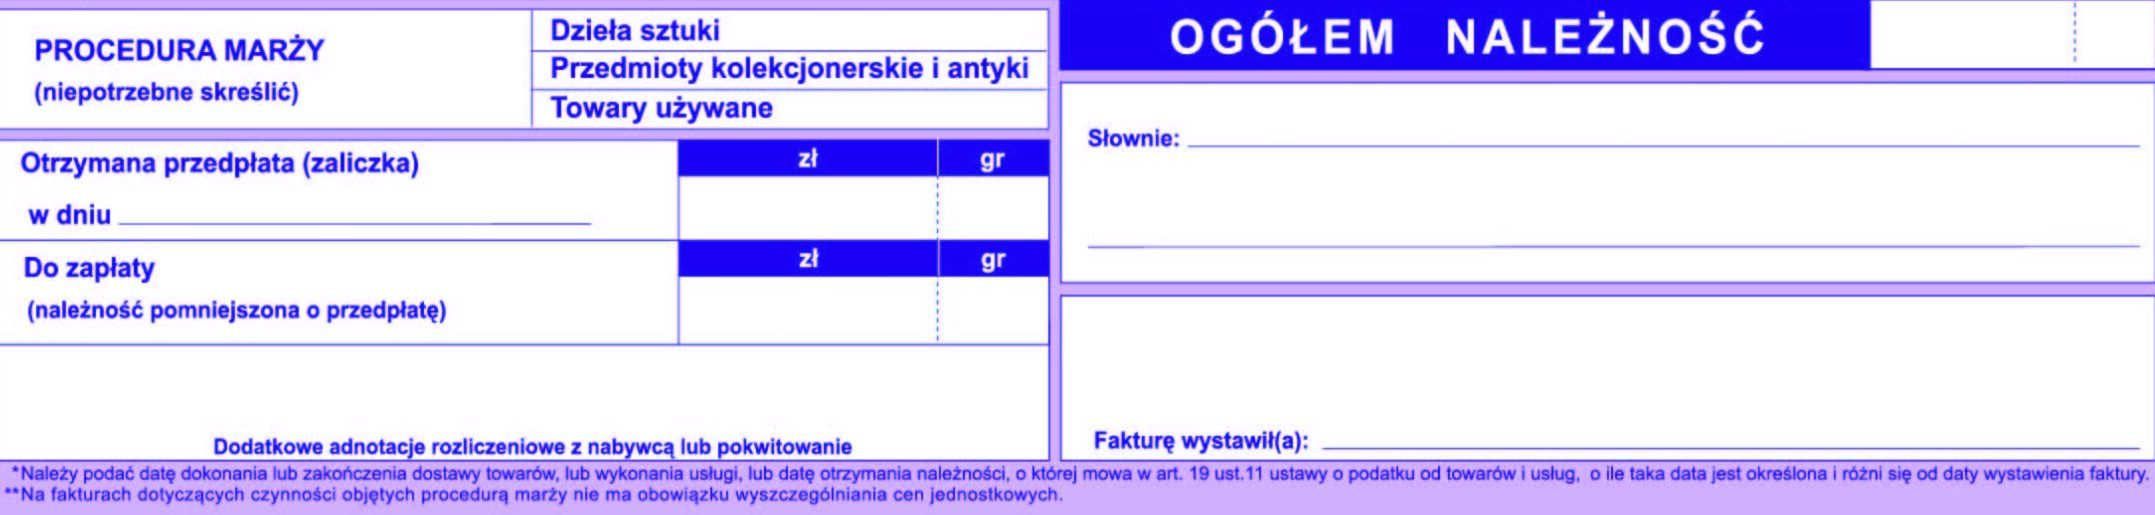 PROCEDURA MARŻY
(niepotrzebne skreślić)
Dzieła sztuki
Przedmioty kolekcjonerskie i antyki
Towary używane
Otrzymana przedpłata (zaliczka)
w dniu
zł gr
Do zapłaty
(należność pomniejszona o przedpłatę)
zł gr
Dodatkowe adnotacje rozliczeniowe z nabywcą lub pokwitowanie
OGÓŁEM NALEŻNOŚĆ
Słownie:
Fakturę wystawił(a):
*Należy podać datę dokonania lub zakończenia dostawy towarów, lub wykonania usługi, lub datę otrzymania należności, o której mowa w art. 19 ust.11 ustawy o podatku od towarów i usług, o ile taka data jest określona i różni się od daty wystawienia faktury.
**Na fakturach dotyczących czynności objętych procedurą marży nie ma obowiązku wyszczególniania cen jednostkowych.